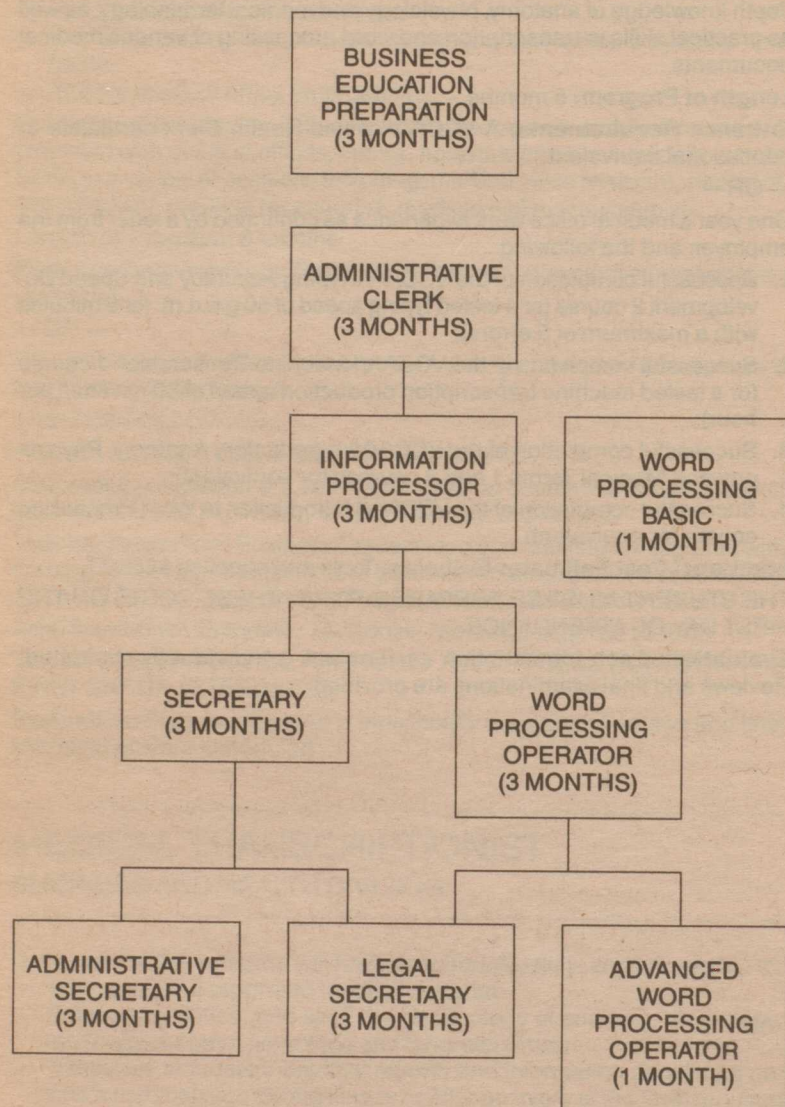 BUSINESS
EDUCATION
PREPARATION
(3 MONTHS)
ADMINISTRATIVE
CLERK
(3 MONTHS)
INFORMATION
PROCESSOR
(3 MONTHS)
WORD
PROCESSING
BASIC
(1 MONTH)
SECRETARY
(3 MONTHS)
WORD
PROCESSING
OPERATOR
(3 MONTHS)
ADMINISTRATIVE
SECRETARY
(3 MONTHS)
LEGAL
SECRETARY
(3 MONTHS)
ADVANCED
WORD
PROCESSING
OPERATOR
(1 MONTH)